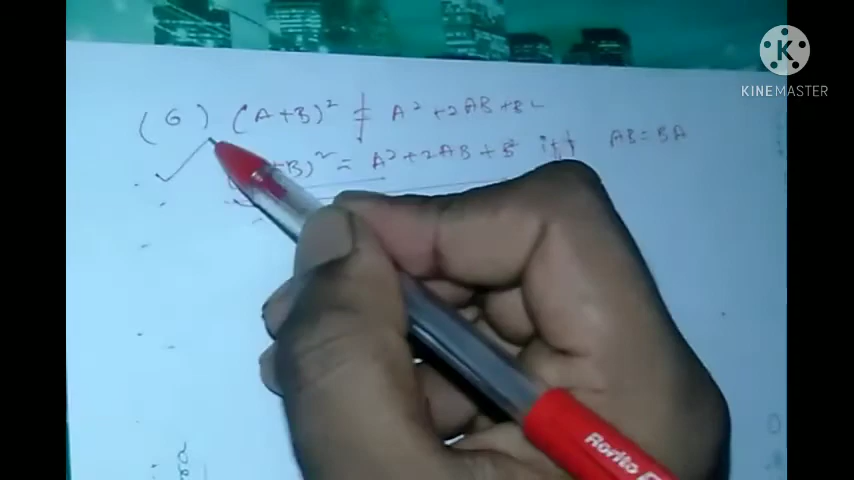 (6) (A+B)² ≠ A² + 2AB + B²
+B)² = A² + 2AB + B² iff AB = BA
KINEMASTER
Rorito